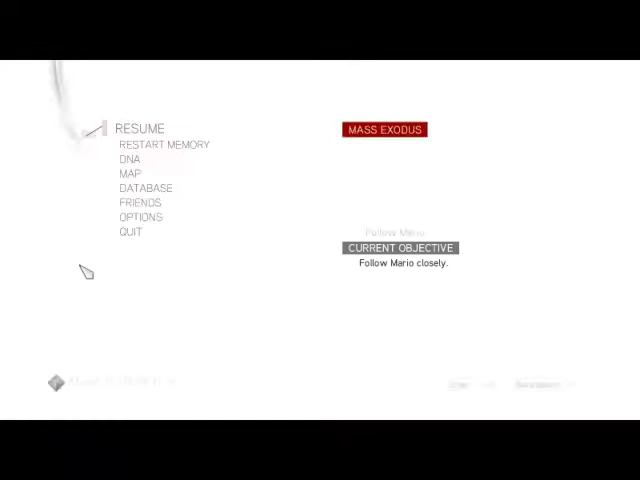 RESUME
RESTART MEMORY
DNA
MAP
DATABASE
FRIENDS
OPTIONS
QUIT
MASS EXODUS
Follow Mario
CURRENT OBJECTIVE
Follow Mario closely.